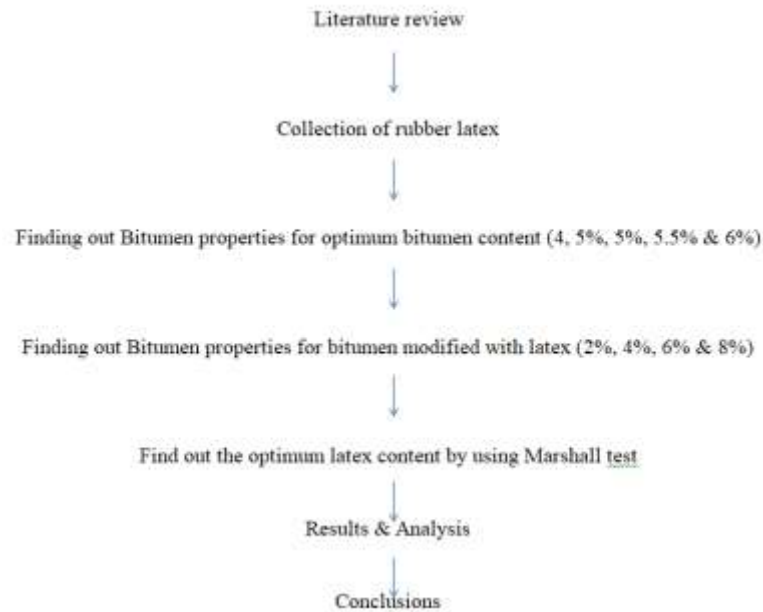 Literature review
Collection of rubber latex
Finding out Bitumen properties for optimum bitumen content (4, 5%, 5%, 5.5% & 6%)
Finding out Bitumen properties for bitumen modified with latex (2%, 4%, 6% & 8%)
Find out the optimum latex content by using Marshall test
Results & Analysis
Conclusions